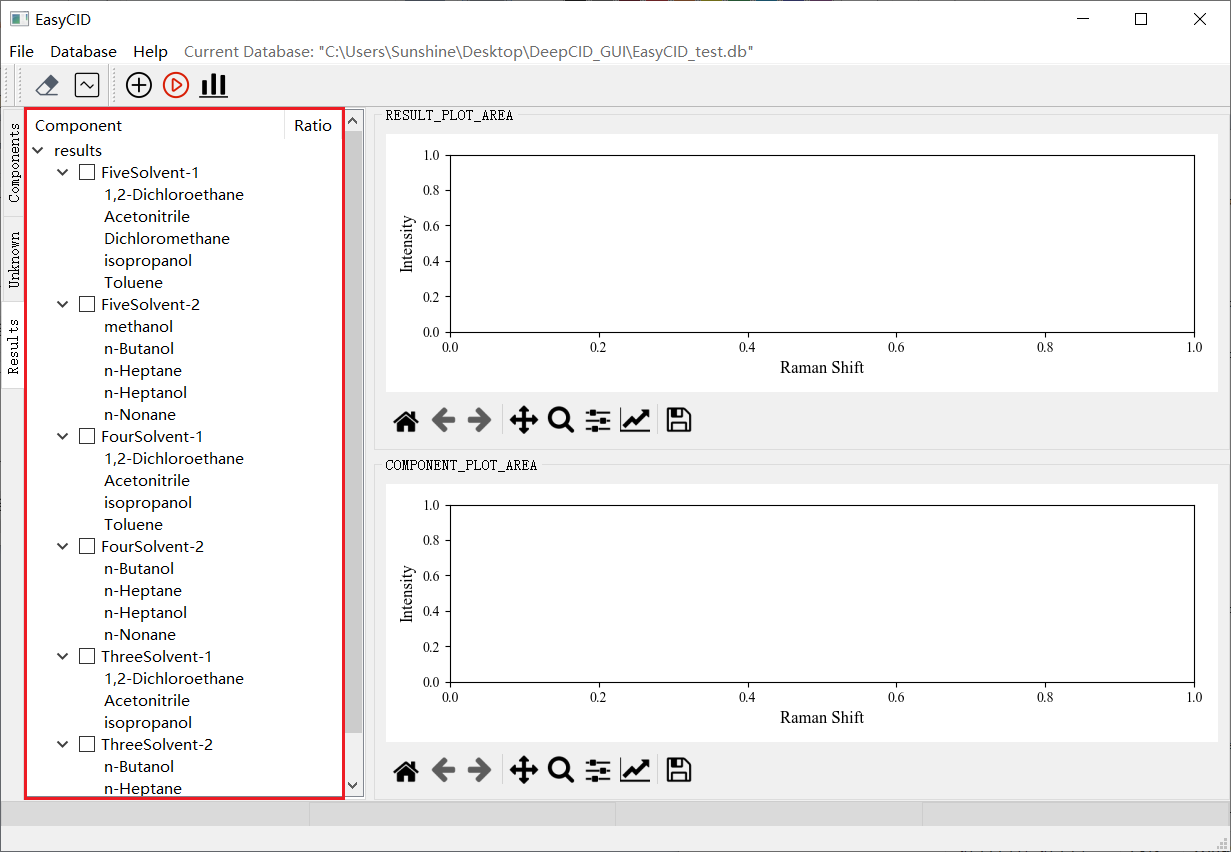 EasyCID
File Database Help Current Database: "C:\Users\Sunshine\Desktop\DeepCID_GUI\EasyCID_test.db"
Components
Unknown
Results
Component Ratio
results
FiveSolvent-1
1,2-Dichloroethane
Acetonitrile
Dichloromethane
isopropanol
Toluene
FiveSolvent-2
methanol
n-Butanol
n-Heptane
n-Heptanol
n-Nonane
FourSolvent-1
1,2-Dichloroethane
Acetonitrile
isopropanol
Toluene
FourSolvent-2
n-Butanol
n-Heptane
n-Heptanol
n-Nonane
ThreeSolvent-1
1,2-Dichloroethane
Acetonitrile
isopropanol
ThreeSolvent-2
n-Butanol
n-Heptane
RESULT_PLOT_AREA
Intensity
1.0
0.8
0.6
0.4
0.2
0.0
0.0 0.2 0.4 0.6 0.8 1.0
Raman Shift
COMPONENT_PLOT_AREA
Intensity
1.0
0.8
0.6
0.4
0.2
0.0
0.0 0.2 0.4 0.6 0.8 1.0
Raman Shift